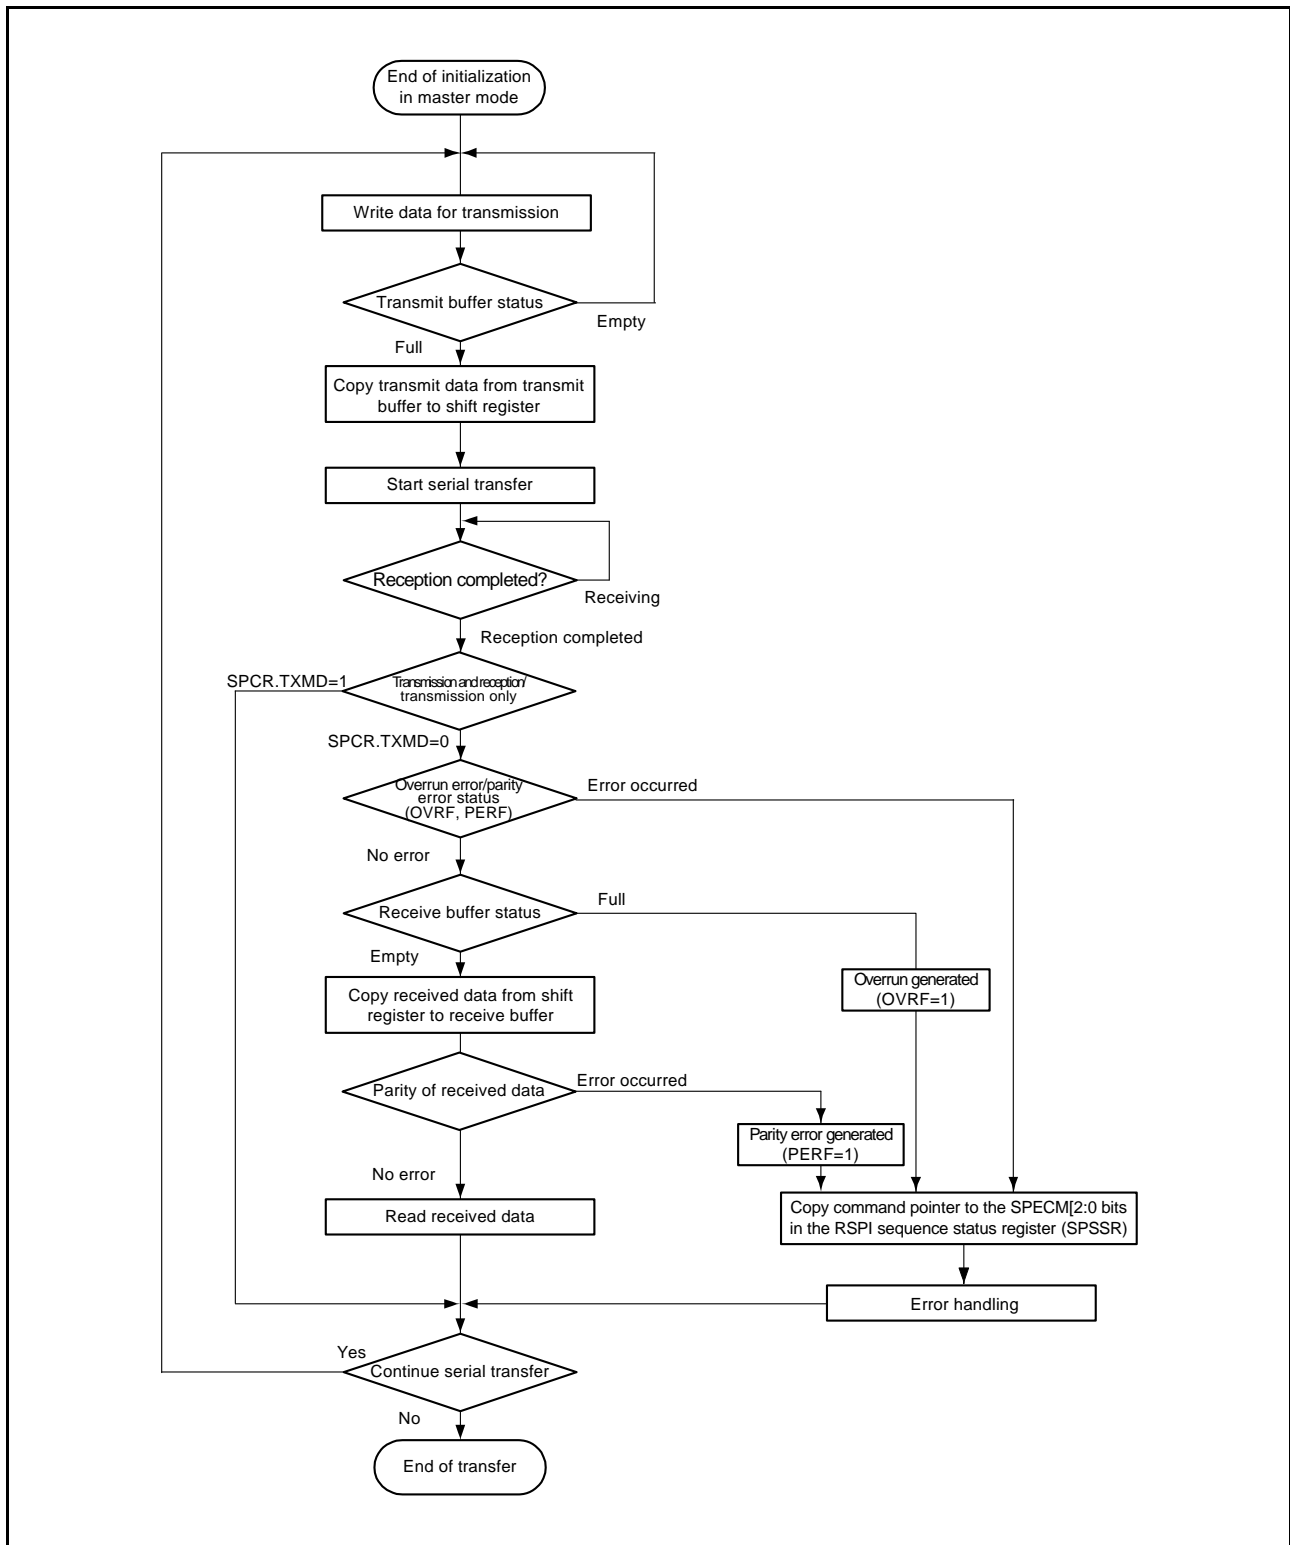 End of initialization
in master mode
Write data for transmission
Transmit buffer status
Empty
Full
Copy transmit data from transmit
buffer to shift register
Start serial transfer
Reception completed?
Receiving
Reception completed
SPCR.TXMD=1
Transmission and reception/
transmission only
SPCR.TXMD=0
Overrun error/parity
error status
(OVRF, PERF)
Error occurred
No error
Receive buffer status
Full
Empty
Copy received data from shift
register to receive buffer
Overrun generated
(OVRF=1)
Parity of received data
Error occurred
Parity error generated
(PERF=1)
No error
Read received data
Copy command pointer to the SPECM[2:0 bits
in the RSPI sequence status register (SPSSR)
Error handling
Yes
Continue serial transfer
No
End of transfer